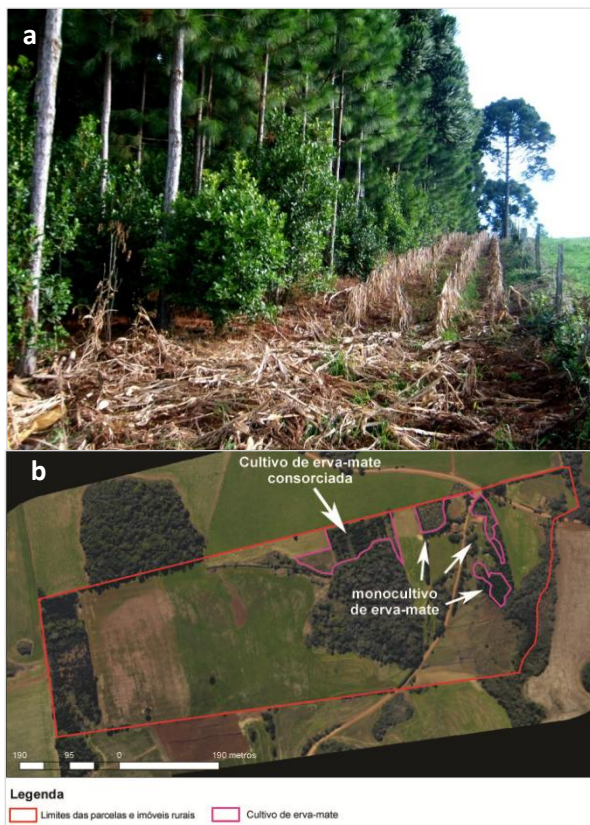 a
b
Cultivo de erva-mate
consorciada
monocultivo
de erva-mate
190 95 0 190 metros
Legenda
Limites das parcelas e imóveis rurais Cultivo de erva-mate